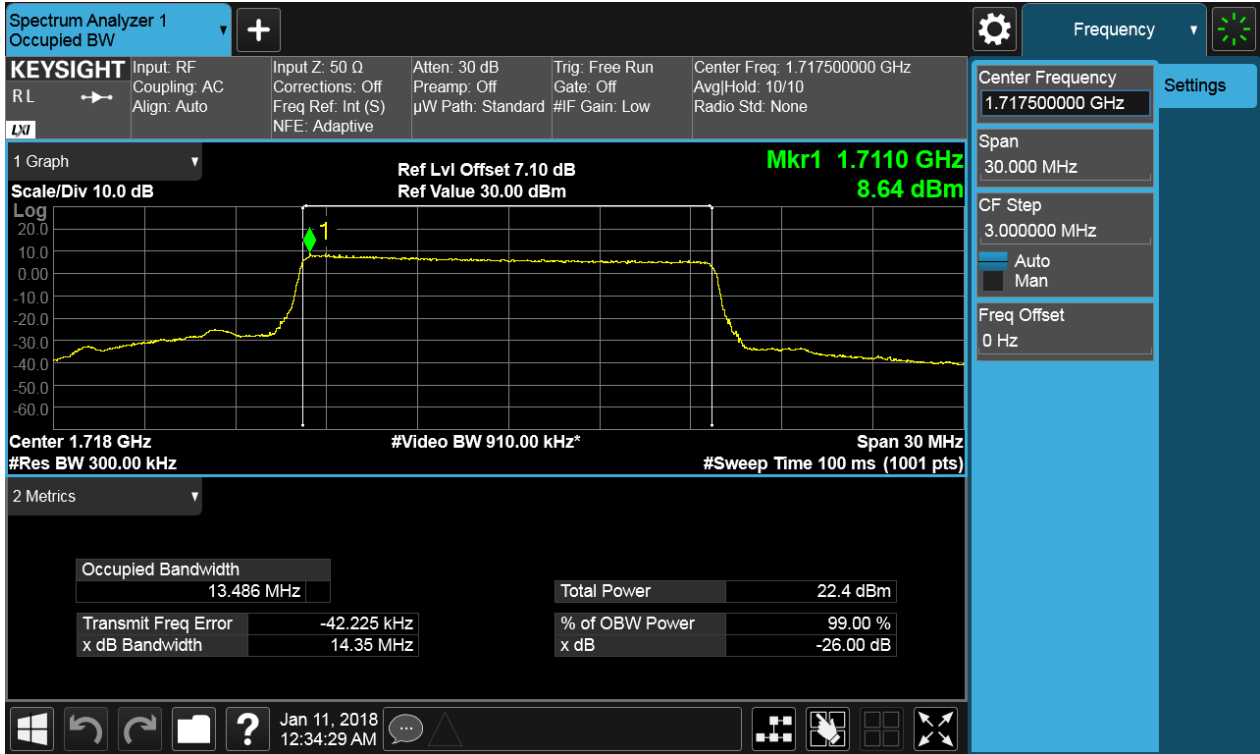 Spectrum Analyzer 1
Occupied BW
Frequency
KEYSIGHT
RL
LXI
Input: RF
Coupling: AC
Align: Auto
Input Z: 50 Ω
Corrections: Off
Freq Ref: Int (S)
NFE: Adaptive
Atten: 30 dB
Preamp: Off
µW Path: Standard
Trig: Free Run
Gate: Off
#IF Gain: Low
Center Freq: 1.717500000 GHz
Avg|Hold: 10/10
Radio Std: None
1 Graph
Scale/Div 10.0 dB
Ref Lvl Offset 7.10 dB
Ref Value 30.00 dBm
Mkr1 1.7110 GHz
8.64 dBm
Log
20.0
10.0
0.00
-10.0
-20.0
-30.0
-40.0
-50.0
-60.0
1
Center 1.718 GHz
#Video BW 910.00 kHz*
Span 30 MHz
#Res BW 300.00 kHz
#Sweep Time 100 ms (1001 pts)
2 Metrics
Occupied Bandwidth
13.486 MHz
Total Power 22.4 dBm
Transmit Freq Error -42.225 kHz
% of OBW Power 99.00 %
x dB Bandwidth 14.35 MHz
x dB -26.00 dB
Center Frequency
1.717500000 GHz
Settings
Span
30.000 MHz
CF Step
3.000000 MHz
Auto
Man
Freq Offset
0 Hz
?
Jan 11, 2018
12:34:29 AM